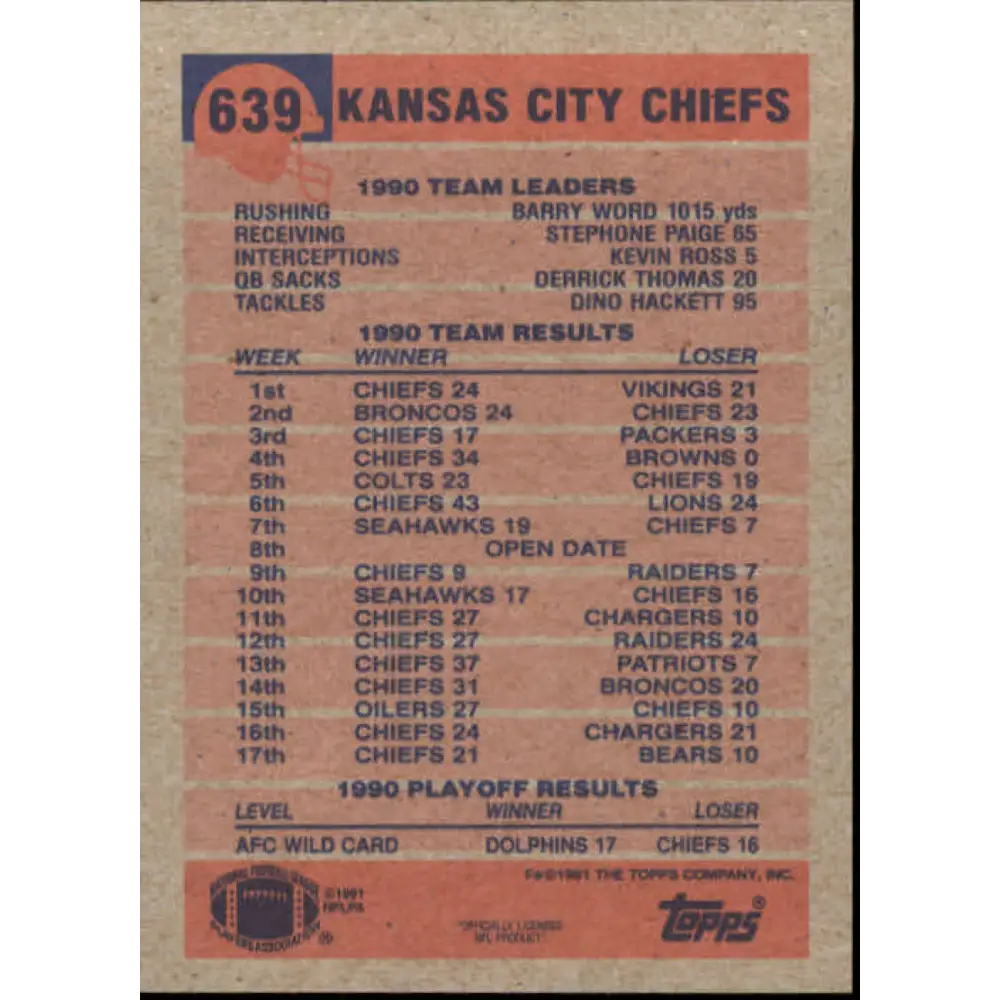 639 KANSAS CITY CHIEFS
1990 TEAM LEADERS
RUSHING BARRY WORD 1015 yds
RECEIVING STEPHONE PAIGE 65
INTERCEPTIONS KEVIN ROSS 5
QB SACKS DERRICK THOMAS 20
TACKLES DINO HACKETT 95
1990 TEAM RESULTS
WEEK WINNER LOSER
1st CHIEFS 24 VIKINGS 21
2nd BRONCOS 24 CHIEFS 23
3rd CHIEFS 17 PACKERS 3
4th CHIEFS 34 BROWNS 0
5th COLTS 23 CHIEFS 19
6th CHIEFS 43 LIONS 24
7th SEAHAWKS 19 CHIEFS 7
8th OPEN DATE
9th CHIEFS 9 RAIDERS 7
10th SEAHAWKS 17 CHIEFS 16
11th CHIEFS 27 CHARGERS 10
12th CHIEFS 27 RAIDERS 24
13th CHIEFS 37 PATRIOTS 7
14th CHIEFS 31 BRONCOS 20
15th OILERS 27 CHIEFS 10
16th CHIEFS 24 CHARGERS 21
17th CHIEFS 21 BEARS 10
1990 PLAYOFF RESULTS
LEVEL WINNER LOSER
AFC WILD CARD DOLPHINS 17 CHIEFS 16
©1991 THE TOPPS COMPANY, INC.
NATIONAL FOOTBALL LEAGUE
PLAYERS
PLAYERS ASSOCIATION ®
©1991
NFLPA
"OFFICIALLY LICENSED
NFL PRODUCT"
TOPPS®